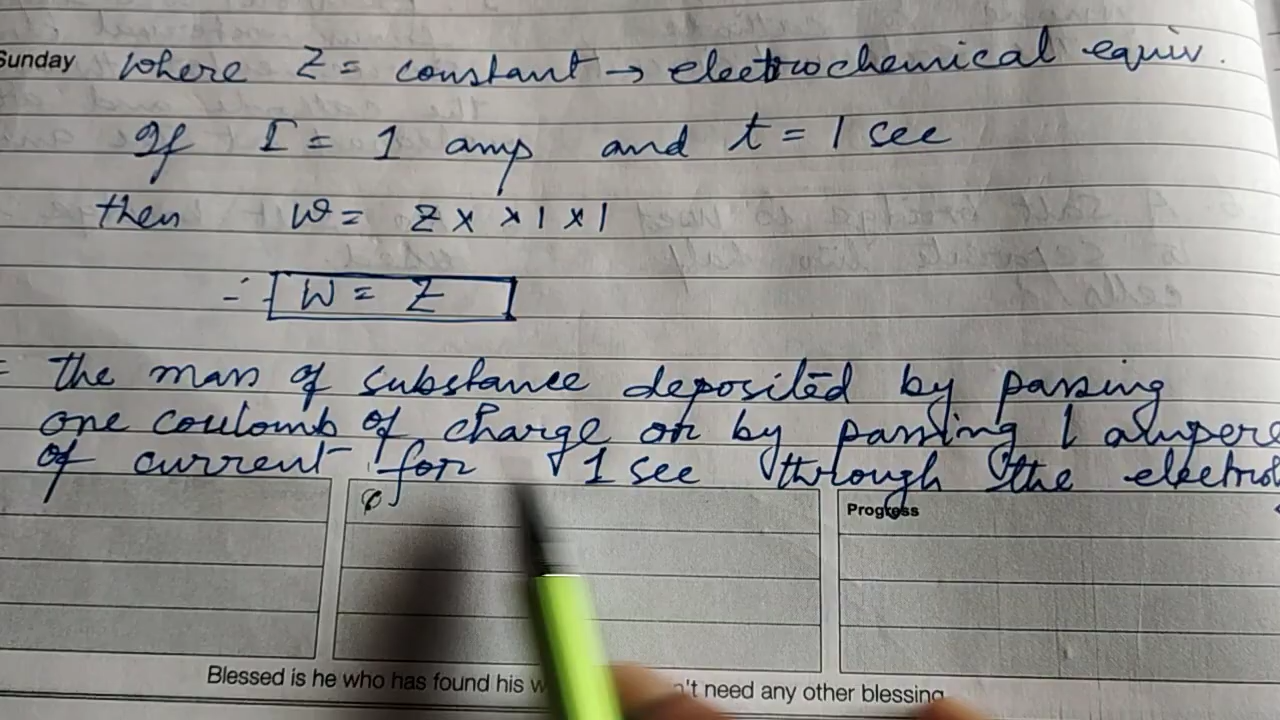 Sunday where Z = constant → electrochemical equiv.
If I = 1 amp and t = 1 sec
then W = Z x x 1 x 1
∴ W = Z
= the mass of substance deposited by passing
one coulomb of charge or by passing 1 ampere
of current for 1 sec through the
Progress
Blessed is he who has found his need any other blessing